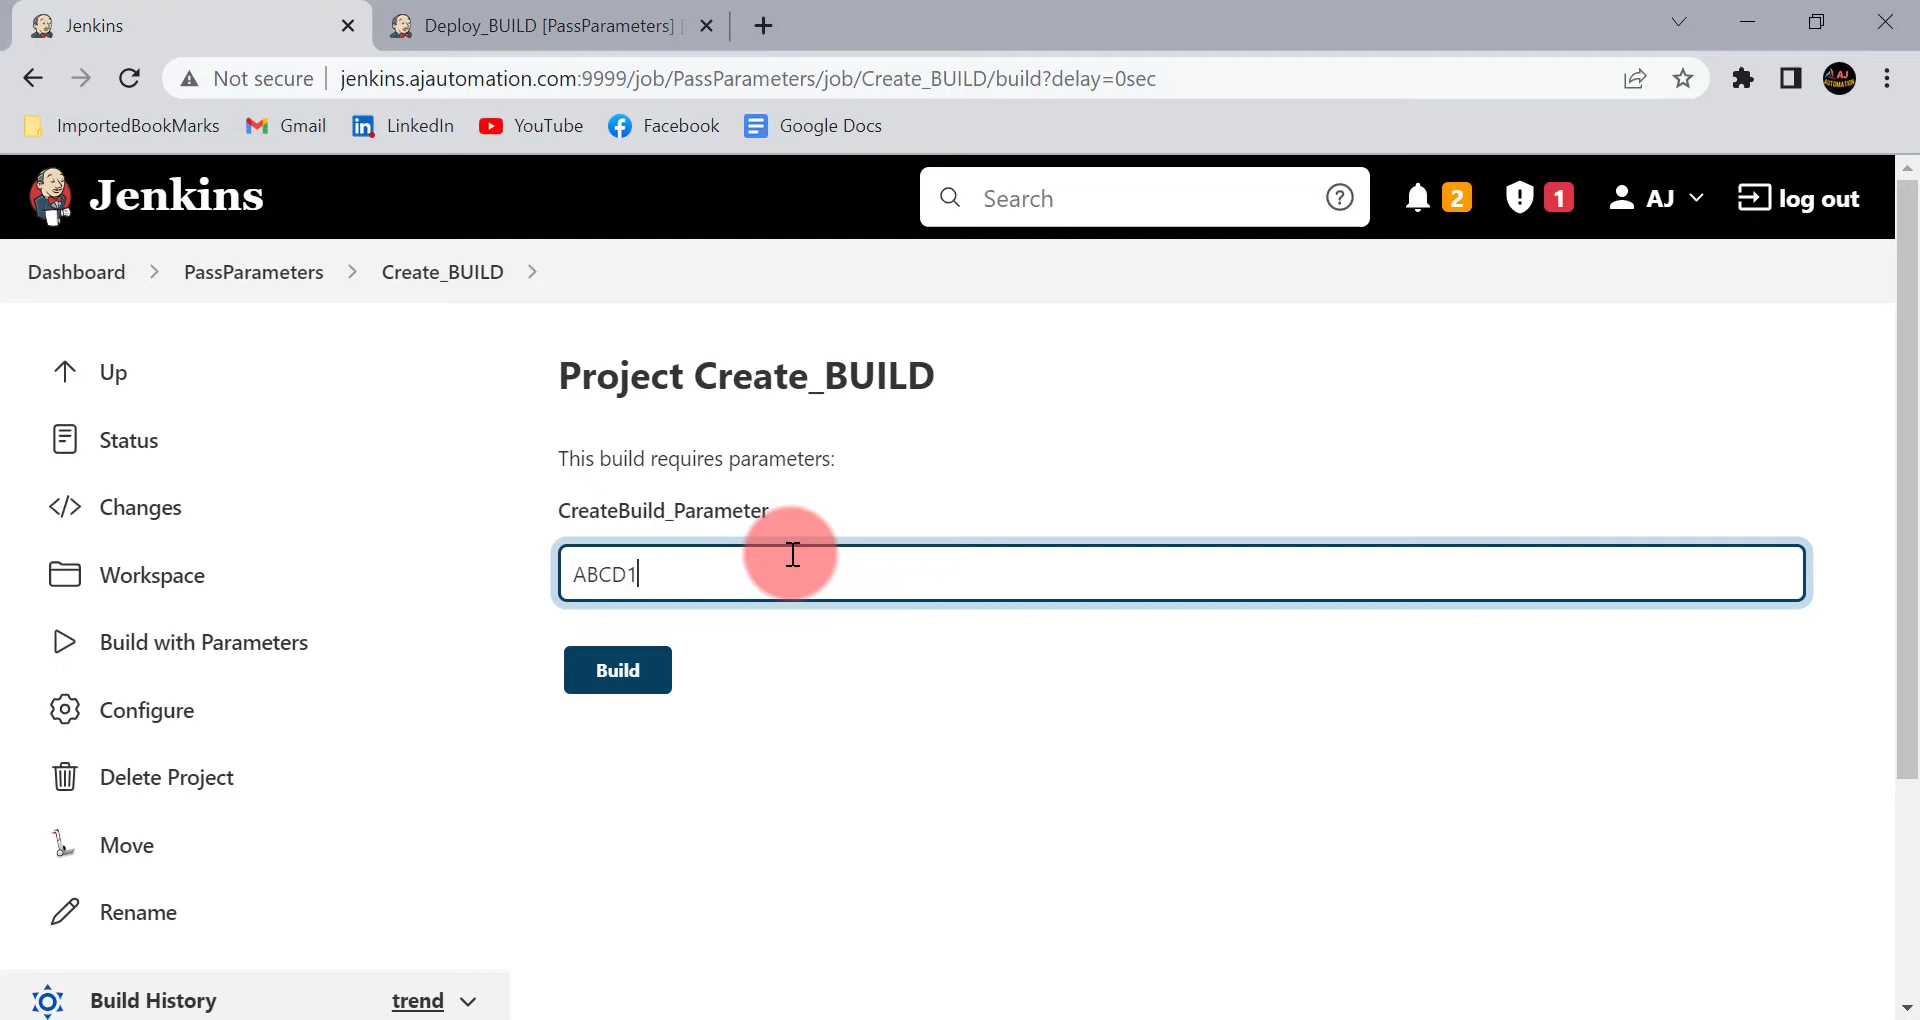 Jenkins
Deploy_BUILD [PassParameters]
Not secure
jenkins.ajautomation.com:9999/job/PassParameters/job/Create_BUILD/build?delay=0sec
ImportedBookMarks
Gmail
LinkedIn
YouTube
Facebook
Google Docs
Jenkins
Search
2
1
AJ
log out
Dashboard
PassParameters
Create_BUILD
Up
Status
Changes
Workspace
Build with Parameters
Configure
Delete Project
Move
Rename
Build History
trend
Project Create_BUILD
This build requires parameters:
CreateBuild_Parameter
ABCD1
Build